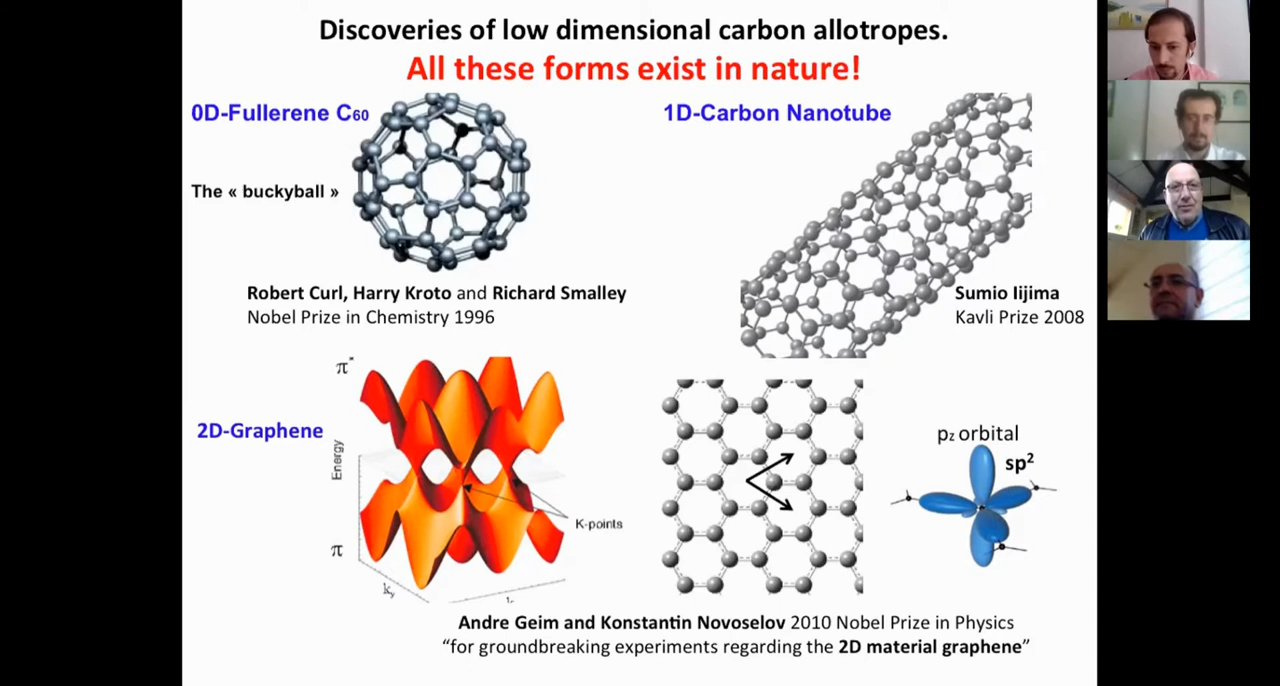 Discoveries of low dimensional carbon allotropes.
All these forms exist in nature!
0D-Fullerene C60
1D-Carbon Nanotube
The « buckyball »
Robert Curl, Harry Kroto and Richard Smalley
Nobel Prize in Chemistry 1996
Sumio Iijima
Kavli Prize 2008
π*
2D-Graphene
Energy
K-points
π
ky
pz orbital
sp2
Andre Geim and Konstantin Novoselov 2010 Nobel Prize in Physics
“for groundbreaking experiments regarding the 2D material graphene”